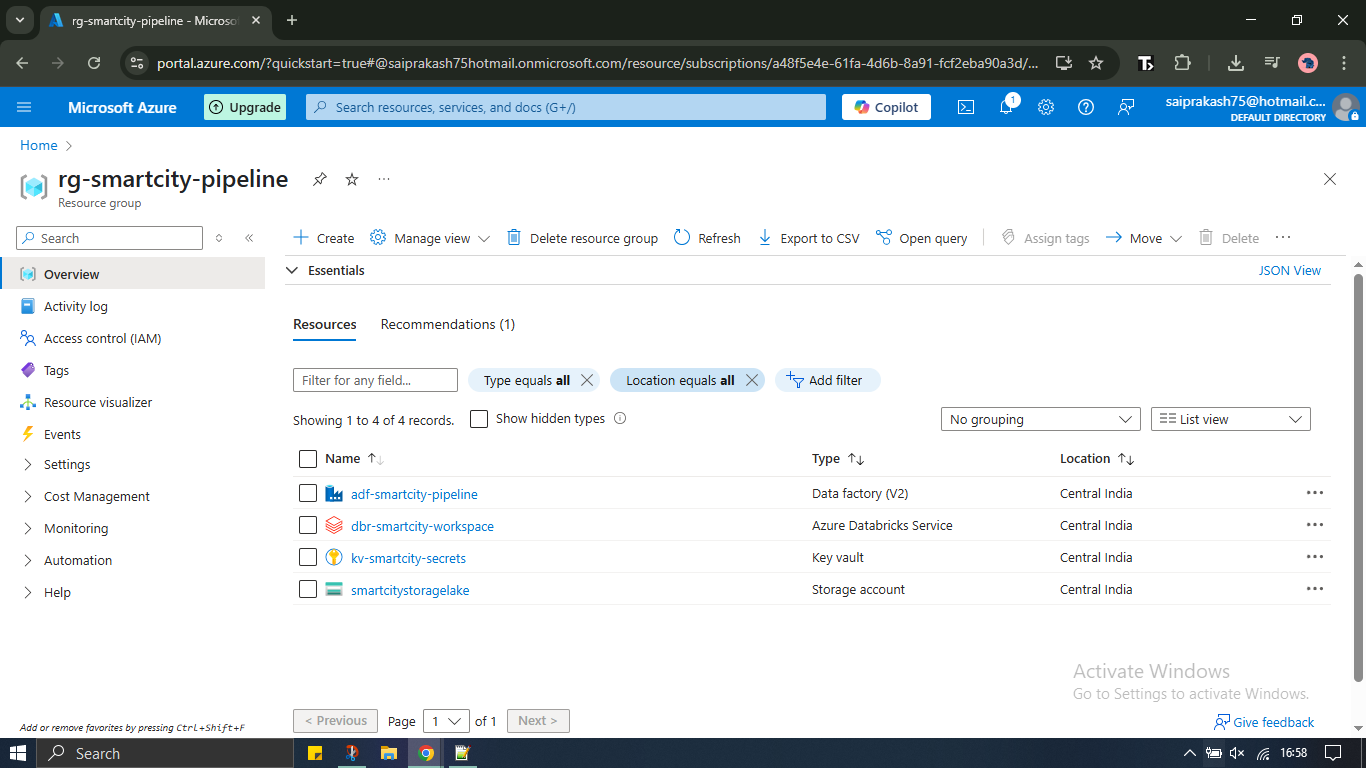 rg-smartcity-pipeline - Microso
portal.azure.com/?quickstart=true#@saiprakash75hotmail.onmicrosoft.com/resource/subscriptions/a48f5e4e-61fa-4d6b-8a91-fcf2eba90a3d/...
Microsoft Azure
Upgrade
Search resources, services, and docs (G+/)
Copilot
1
saiprakash75@hotmail.c...
DEFAULT DIRECTORY
Home
rg-smartcity-pipeline
Resource group
Search
Create
Manage view
Delete resource group
Refresh
Export to CSV
Open query
Assign tags
Move
Delete
Overview
Activity log
Access control (IAM)
Tags
Resource visualizer
Events
Settings
Cost Management
Monitoring
Automation
Help
Add or remove favorites by pressing Ctrl+Shift+F
Essentials
JSON View
Resources
Recommendations (1)
Filter for any field...
Type equals all
Location equals all
Add filter
Showing 1 to 4 of 4 records.
Show hidden types
No grouping
List view
Name Type Location
adf-smartcity-pipeline Data factory (V2) Central India
dbr-smartcity-workspace Azure Databricks Service Central India
kv-smartcity-secrets Key vault Central India
smartcitystoragelake Storage account Central India
Activate Windows
Go to Settings to activate Windows.
< Previous Page 1 of 1 Next >
Give feedback
Search
16:58